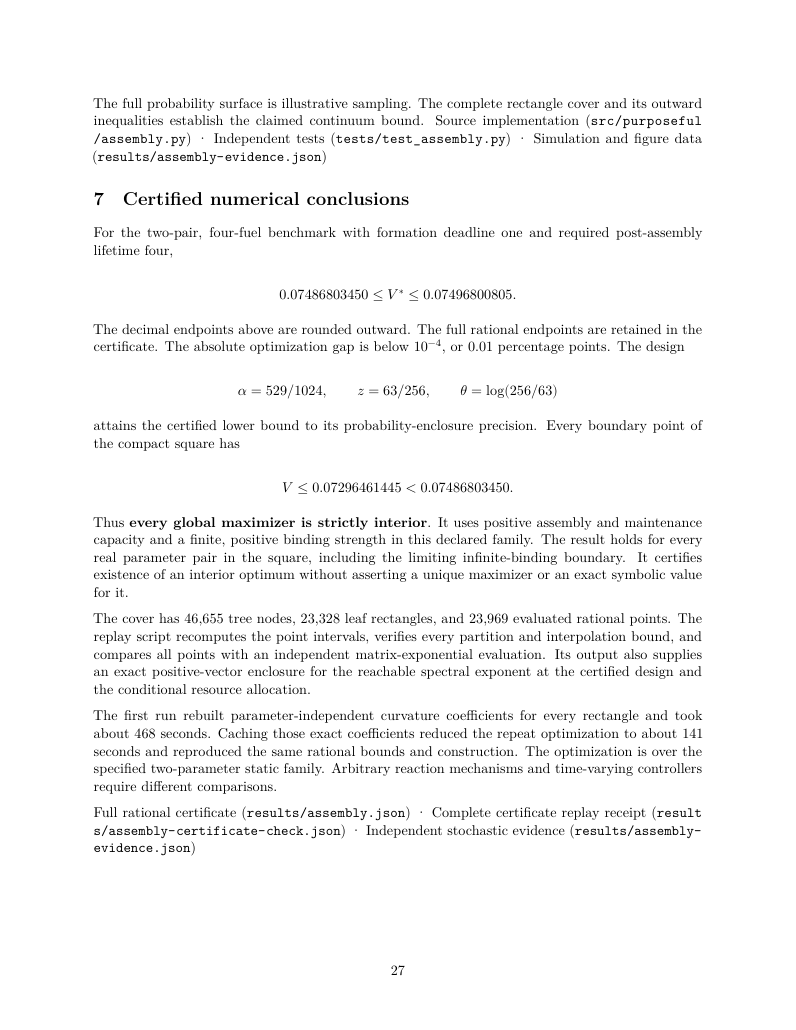 The full probability surface is illustrative sampling. The complete rectangle cover and its outward
inequalities establish the claimed continuum bound. Source implementation (src/purposeful
/assembly.py) · Independent tests (tests/test_assembly.py) · Simulation and figure data
(results/assembly-evidence.json)
7 Certified numerical conclusions
For the two-pair, four-fuel benchmark with formation deadline one and required post-assembly
lifetime four,
0.07486803450 ≤ V* ≤ 0.07496800805.
The decimal endpoints above are rounded outward. The full rational endpoints are retained in the
certificate. The absolute optimization gap is below 10⁻⁴, or 0.01 percentage points. The design
α = 529/1024, z = 63/256, θ = log(256/63)
attains the certified lower bound to its probability-enclosure precision. Every boundary point of
the compact square has
V ≤ 0.07296461445 < 0.07486803450.
Thus every global maximizer is strictly interior. It uses positive assembly and maintenance
capacity and a finite, positive binding strength in this declared family. The result holds for every
real parameter pair in the square, including the limiting infinite-binding boundary. It certifies
existence of an interior optimum without asserting a unique maximizer or an exact symbolic value
for it.
The cover has 46,655 tree nodes, 23,328 leaf rectangles, and 23,969 evaluated rational points. The
replay script recomputes the point intervals, verifies every partition and interpolation bound, and
compares all points with an independent matrix-exponential evaluation. Its output also supplies
an exact positive-vector enclosure for the reachable spectral exponent at the certified design and
the conditional resource allocation.
The first run rebuilt parameter-independent curvature coefficients for every rectangle and took
about 468 seconds. Caching those exact coefficients reduced the repeat optimization to about 141
seconds and reproduced the same rational bounds and construction. The optimization is over the
specified two-parameter static family. Arbitrary reaction mechanisms and time-varying controllers
require different comparisons.
Full rational certificate (results/assembly.json) · Complete certificate replay receipt (result
s/assembly-certificate-check.json) · Independent stochastic evidence (results/assembly-
evidence.json)
27